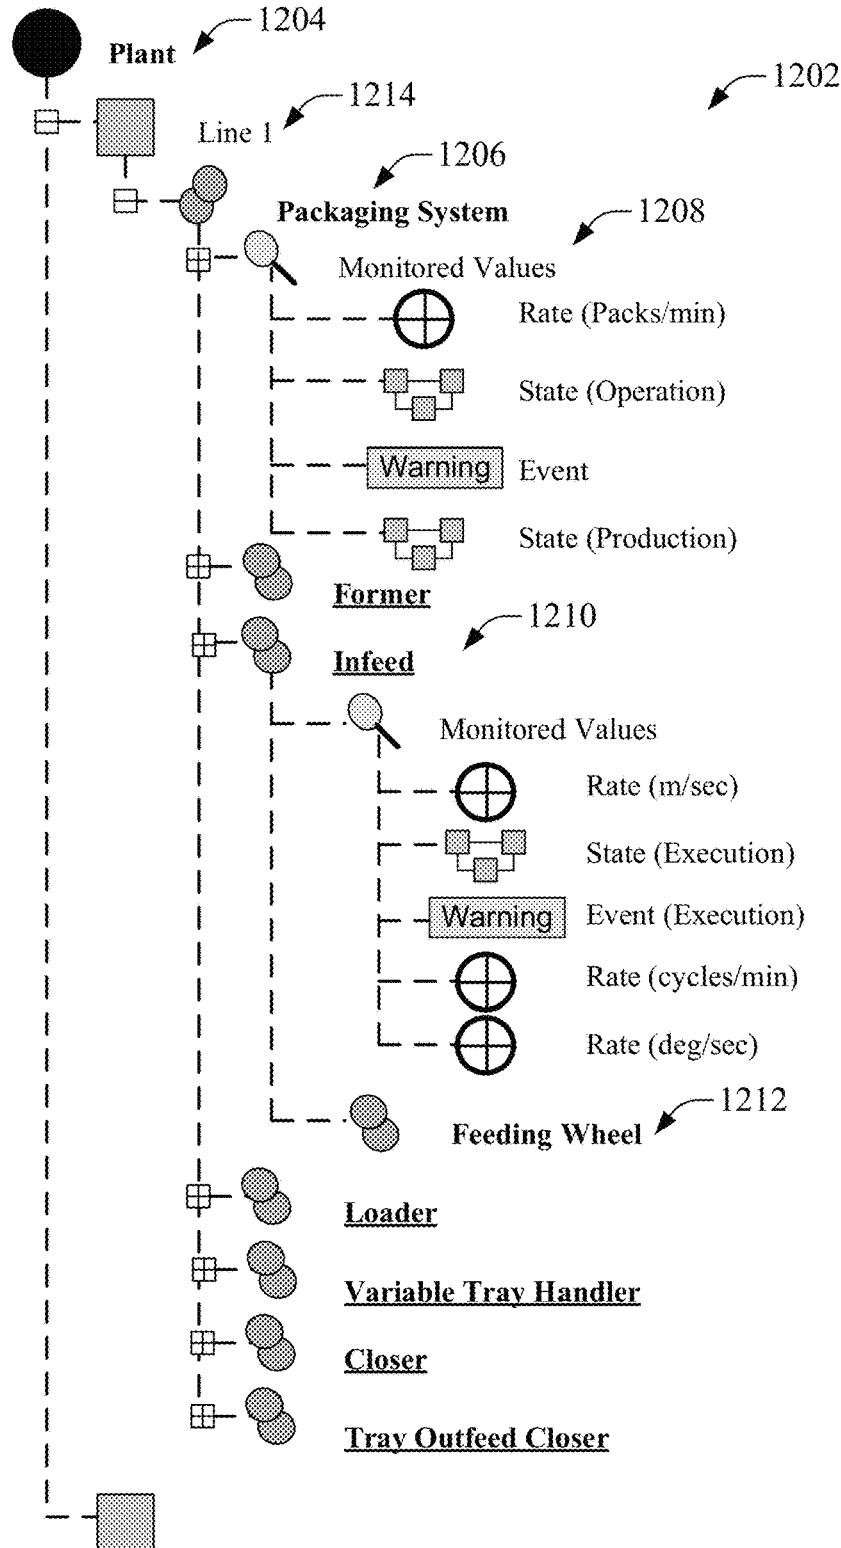 1204
Plant
1202
1214
Line 1
1206
Packaging System
1208
Monitored Values
Rate (Packs/min)
State (Operation)
Warning Event
State (Production)
Former
1210
Infeed
Monitored Values
Rate (m/sec)
State (Execution)
Warning Event (Execution)
Rate (cycles/min)
Rate (deg/sec)
1212
Feeding Wheel
Loader
Variable Tray Handler
Closer
Tray Outfeed Closer